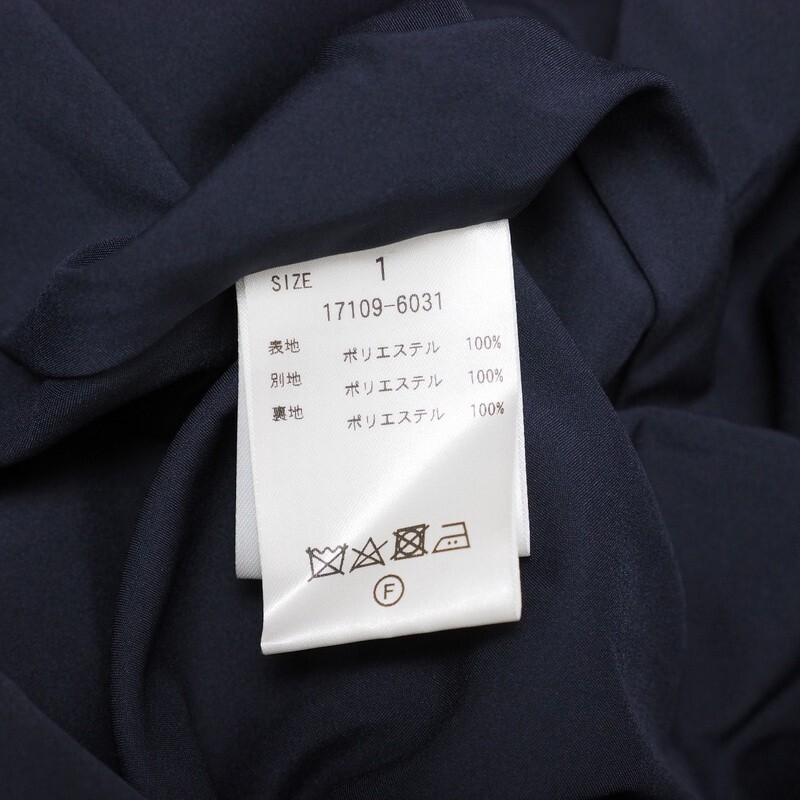 SIZE 1
17109-6031
表地 ポリエステル 100%
別地 ポリエステル 100%
裏地 ポリエステル 100%
F